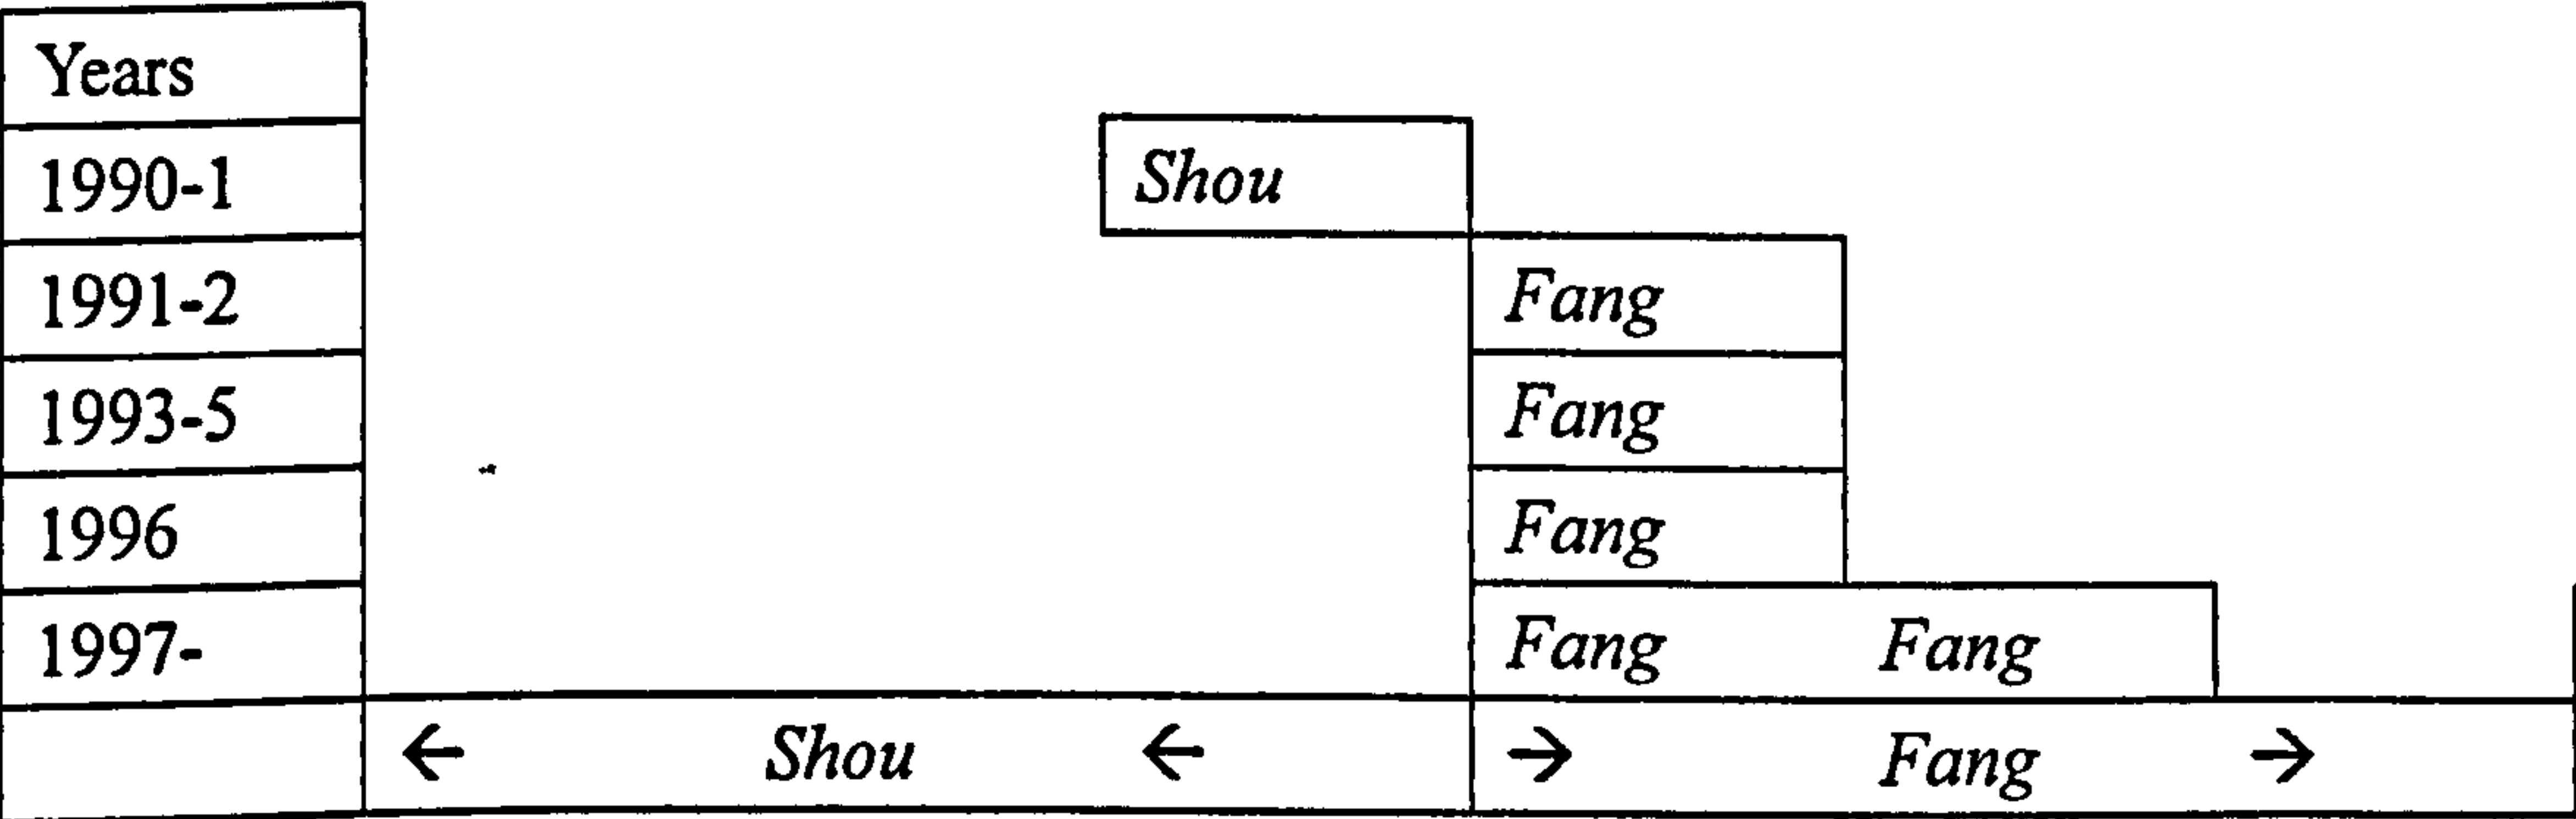 Years
1990-1 Shou
1991-2 Fang
1993-5 Fang
1996 Fang
1997- Fang Fang
← Shou ← → Fang →